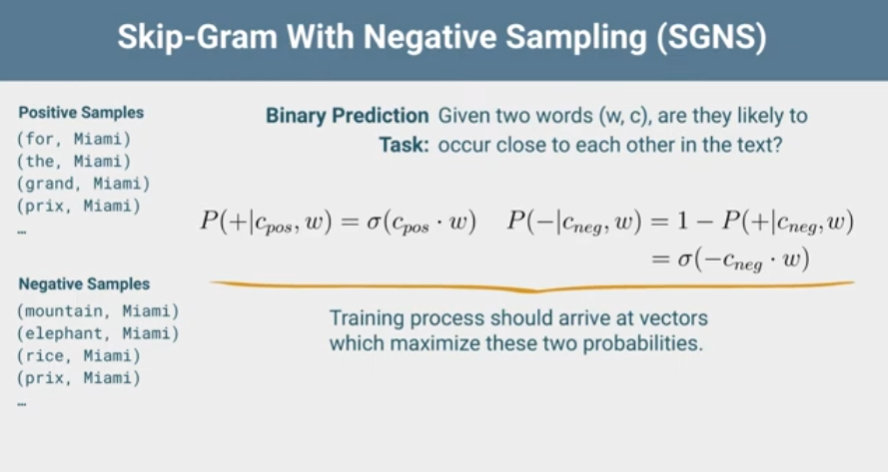 Skip-Gram With Negative Sampling (SGNS)
Positive Samples
(for, Miami)
(the, Miami)
(grand, Miami)
(prix, Miami)
…
Negative Samples
(mountain, Miami)
(elephant, Miami)
(rice, Miami)
(prix, Miami)
…
Binary Prediction Given two words (w, c), are they likely to
Task: occur close to each other in the text?
P(+|c_pos, w) = σ(c_pos · w) P(−|c_neg, w) = 1 − P(+|c_neg, w)
= σ(−c_neg · w)
Training process should arrive at vectors
which maximize these two probabilities.